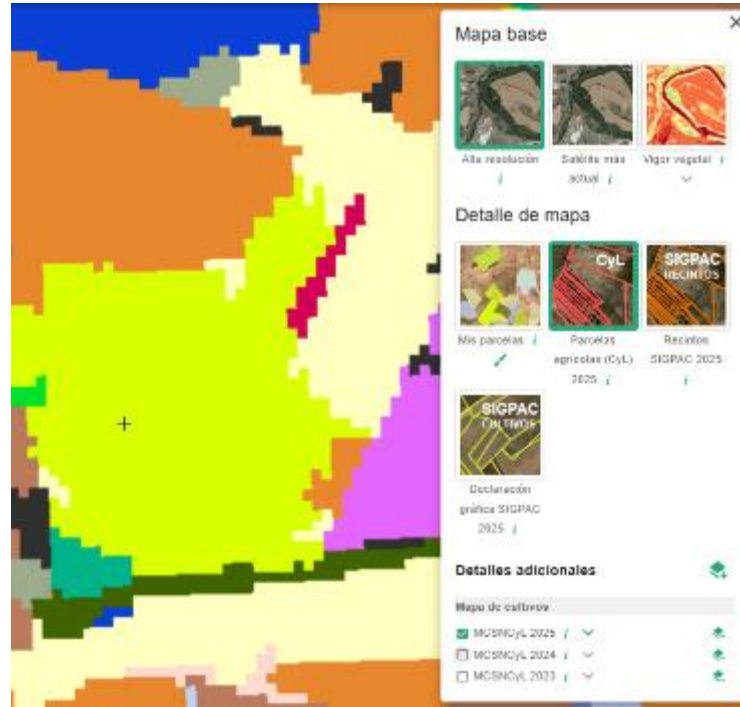 Mapa base
Alta resolución i
Satélite más
actual i
Vigor vegetal i
Detalle de mapa
CyL
SIGPAC
RECINTOS
Mis parcelas i
Parcelas
agrícolas (CyL)
2025 i
Recintos
SIGPAC 2025
i
SIGPAC
CULTIVOS
Declaración
gráfica SIGPAC
2025 i
Detalles adicionales
Mapa de cultivos
MCSNCyL 2025 i
MCSNCyL 2024 i
MCSNCyL 2023 i